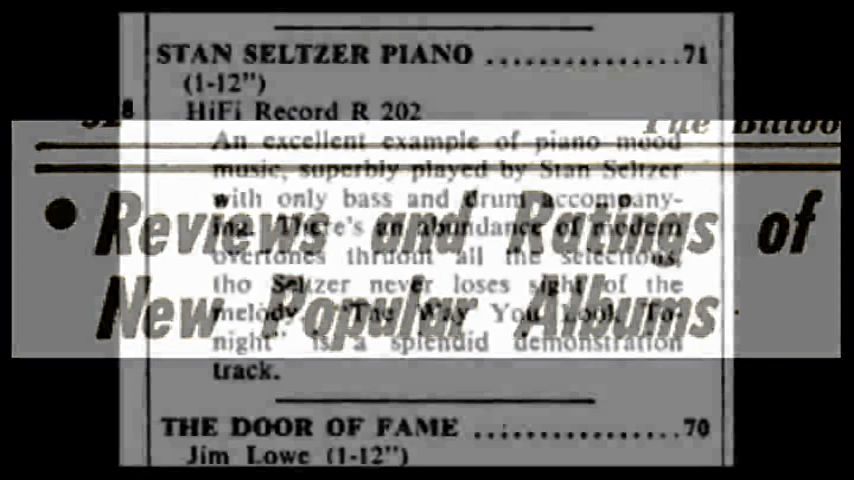 STAN SELTZER PIANO ...............71
(1-12")
HiFi Record R 202
The Billbo
An excellent example of piano mood
music, superbly played by Stan Seltzer
with only bass and drum accompany-
ing. There's an abundance of modern
overtones thruout all the selections,
tho Seltzer never loses sight of the
melody. "The Way You Look To-
night" is a splendid demonstration
track.
• Reviews and Ratings of
New Popular Albums
THE DOOR OF FAME ...............70
Jim Lowe (1-12")